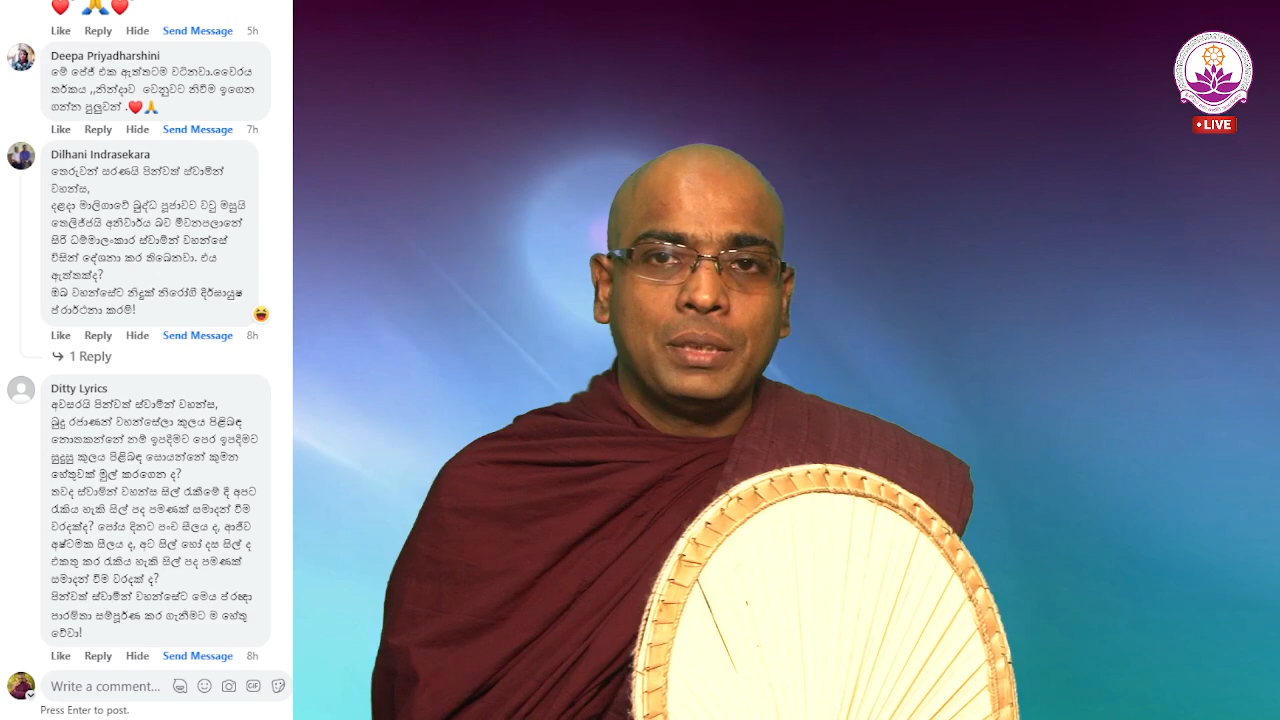 Like Reply Hide Send Message 5h
Deepa Priyadharshini
මේ පේජ් එක ඇත්තටම වටිනවා.වෛරය
තර්කය ,,නින්දාව වෙනුවට නිවීම ඉගෙන
ගන්න පුලුවන් .❤️🙏
Like Reply Hide Send Message 7h
Dilhani Indrasekara
තෙරුවන් සරණයි පින්වත් ස්වාමීන්
වහන්ස,
දළදා මාලිගාවේ බුද්ධ පූජාවට වටු මසුයි
තෙලිජ්ජයි අනිවාර්ය බව මීවනපලානේ
සිරි ධම්මාලංකාර ස්වාමීන් වහන්සේ
විසින් දේශනා කර තිබෙනවා. එය
ඇත්තක්ද?
ඔබ වහන්සේට නිදුක් නිරෝගී දීර්ඝායුෂ
ප්රාර්ථනා කරමි!
Like Reply Hide Send Message 8h
1 Reply
Ditty Lyrics
අවසරයි පින්වත් ස්වාමීන් වහන්ස,
බුදු රජාණන් වහන්සේලා කුලය පිළිබඳ
නොතකන්නේ නම් ඉපදීමට පෙර ඉපදීමට
සුදුසු කුලය පිළිබඳ සොයන්නේ කුමන
හේතුවක් මුල් කරගෙන ද?
තවද ස්වාමීන් වහන්ස සිල් රැකීමේ දී අපට
රැකිය හැකි සිල් පද පමණක් සමාදන් වීම
වරදක්ද? පෝය දිනට පංච සීලය ද, ආජීව
අෂ්ටමක සීලය ද, අට සිල් හෝ දස සිල් ද
එකතු කර රැකිය හැකි සිල් පද පමණක්
සමාදන් වීම වරදක් ද?
පින්වත් ස්වාමීන් වහන්සේට මෙය ප්රඥා
පාරමිතා සම්පූර්ණ කර ගැනීමට ම හේතු
වේවා!
Like Reply Hide Send Message 8h
Write a comment...
GIF
Press Enter to post.
LIVE